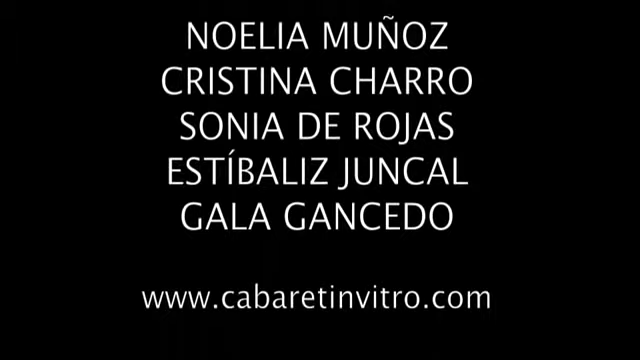 NOELIA MUÑOZ
CRISTINA CHARRO
SONIA DE ROJAS
ESTÍBALIZ JUNCAL
GALA GANCEDO
www.cabaretinvitro.com